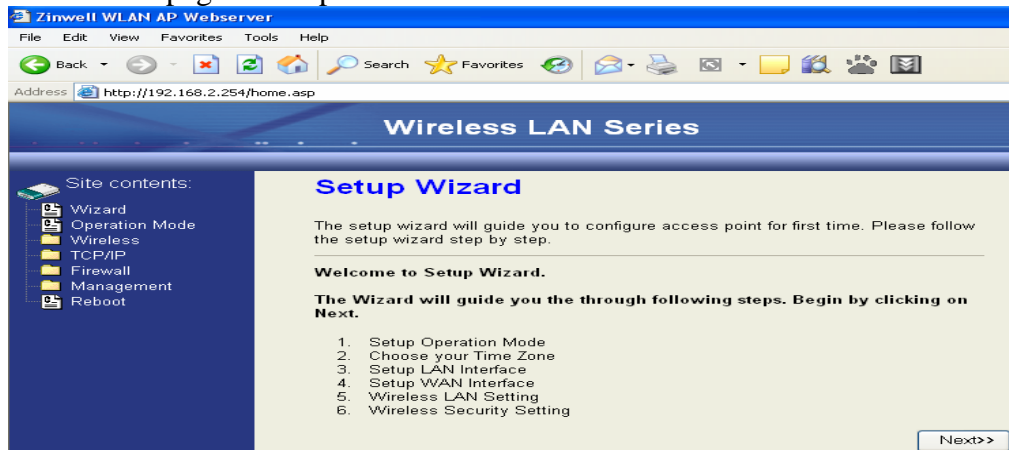 Zinwell WLAN AP Webserver
File Edit View Favorites Tools Help
Back Search Favorites
Address http://192.168.2.254/home.asp
Wireless LAN Series
Site contents:
Wizard
Operation Mode
Wireless
TCP/IP
Firewall
Management
Reboot
Setup Wizard
The setup wizard will guide you to configure access point for first time. Please follow
the setup wizard step by step.
Welcome to Setup Wizard.
The Wizard will guide you the through following steps. Begin by clicking on
Next.
1. Setup Operation Mode
2. Choose your Time Zone
3. Setup LAN Interface
4. Setup WAN Interface
5. Wireless LAN Setting
6. Wireless Security Setting
Next>>